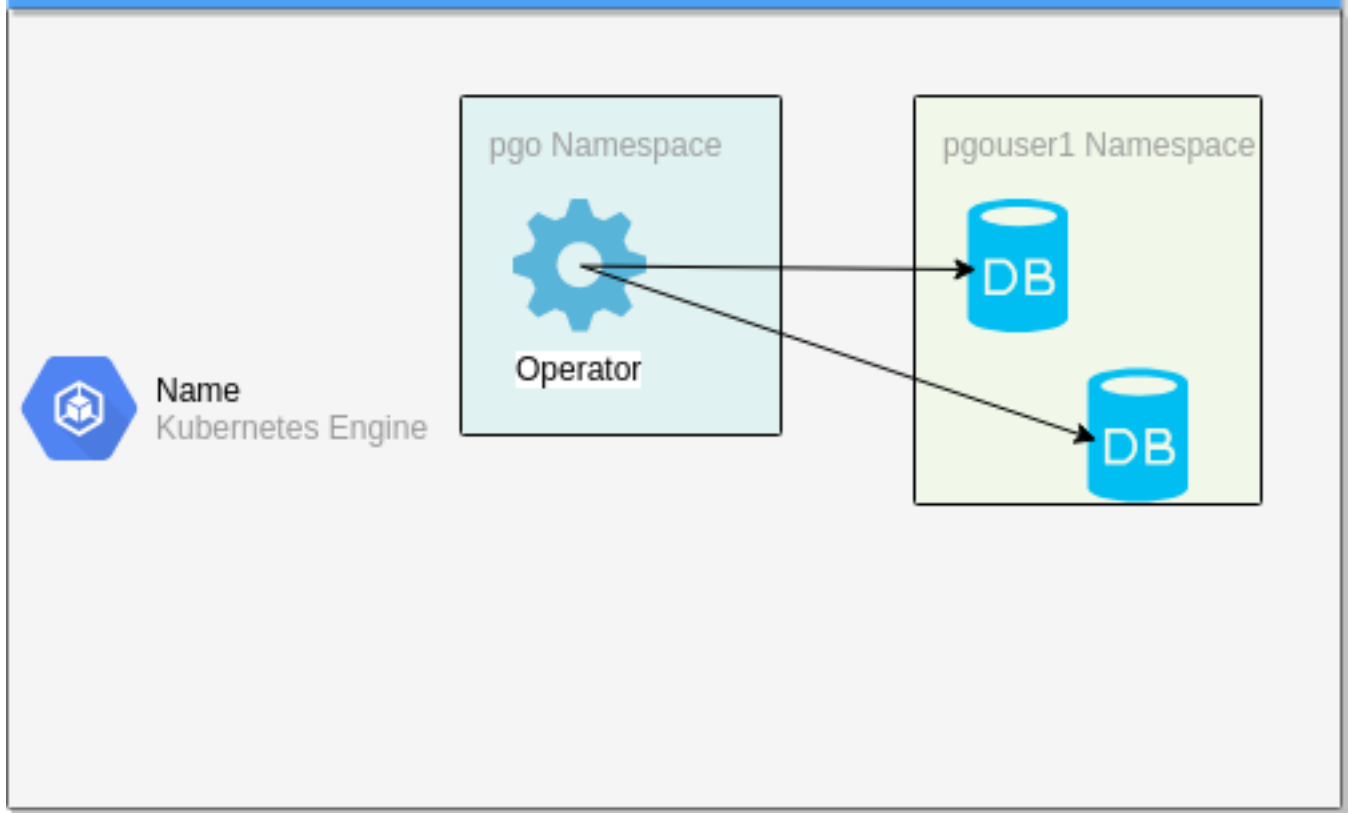 pgo Namespace
pgouser1 Namespace
DB
Operator
Name
Kubernetes Engine
DB